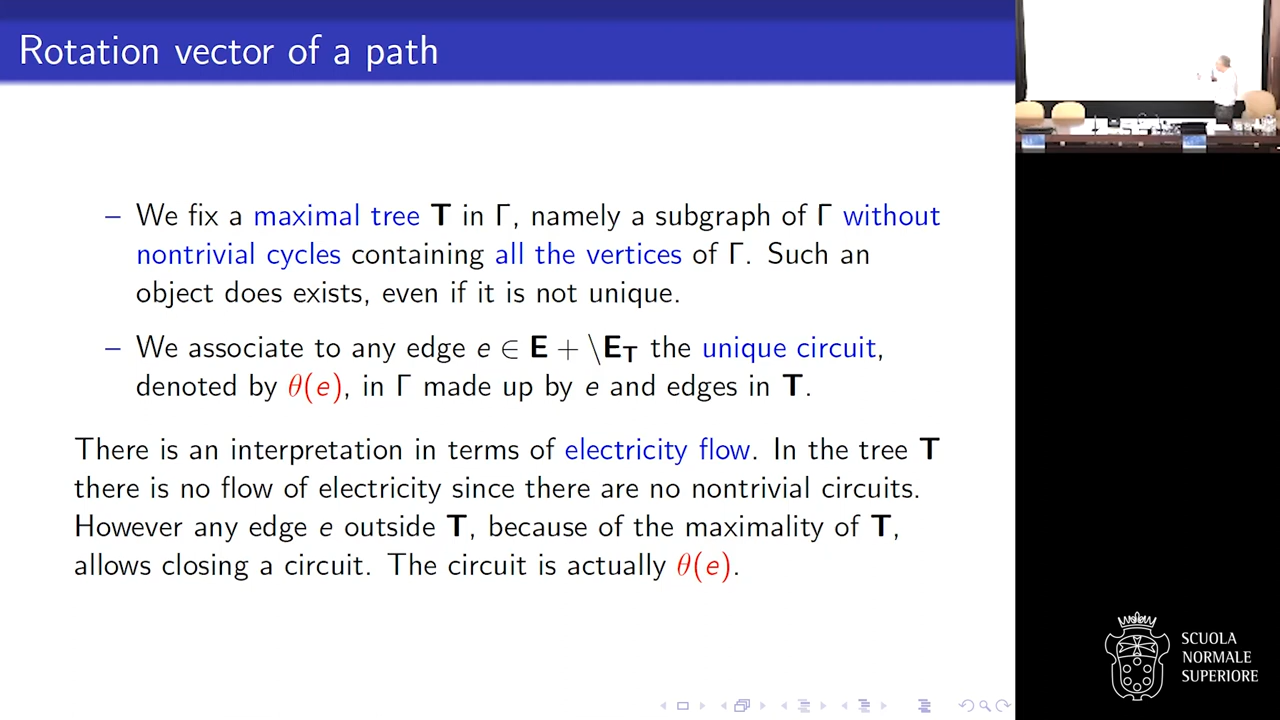 Rotation vector of a path
– We fix a maximal tree T in Γ, namely a subgraph of Γ without
nontrivial cycles containing all the vertices of Γ. Such an
object does exists, even if it is not unique.
– We associate to any edge e ∈ E + \E_T the unique circuit,
denoted by θ(e), in Γ made up by e and edges in T.
There is an interpretation in terms of electricity flow. In the tree T
there is no flow of electricity since there are no nontrivial circuits.
However any edge e outside T, because of the maximality of T,
allows closing a circuit. The circuit is actually θ(e).
SCUOLA
NORMALE
SUPERIORE